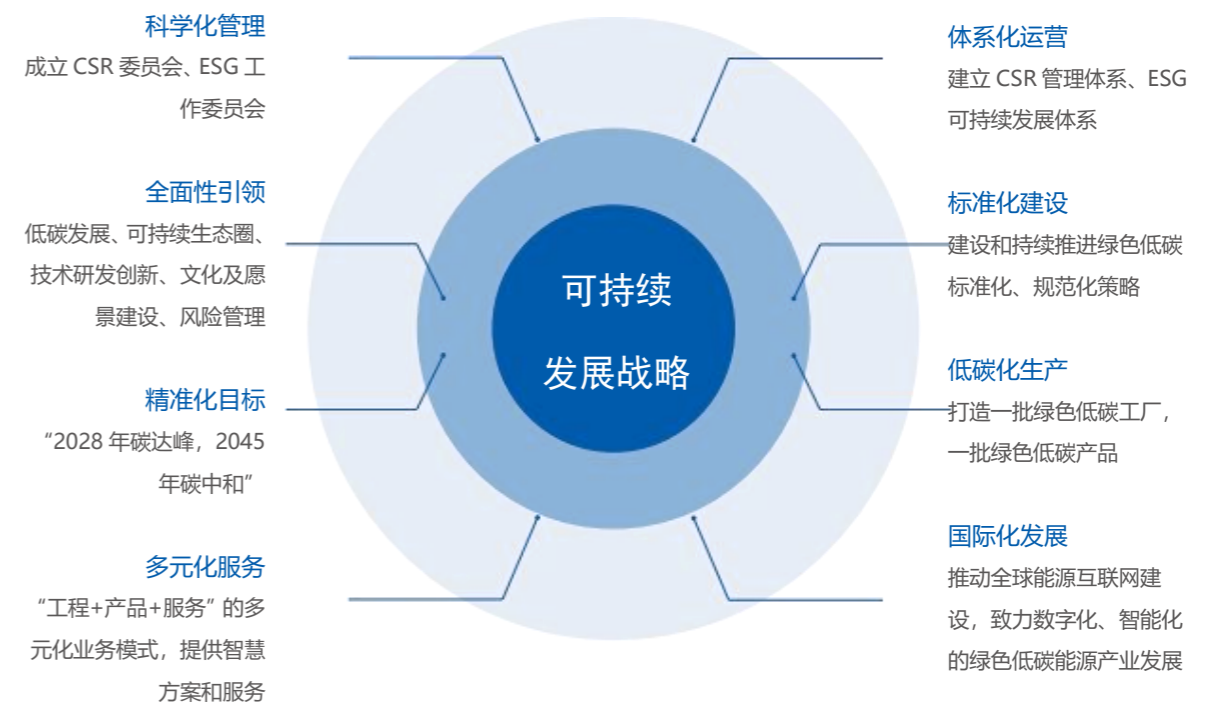 科学化管理
成立 CSR 委员会、ESG 工
作委员会
全面性引领
低碳发展、可持续生态圈、
技术研发创新、文化及愿
景建设、风险管理
精准化目标
“2028 年碳达峰，2045
年碳中和”
多元化服务
“工程+产品+服务”的多
元化业务模式，提供智慧
方案和服务
可持续
发展战略
体系化运营
建立 CSR 管理体系、ESG
可持续发展体系
标准化建设
建设和持续推进绿色低碳
标准化、规范化策略
低碳化生产
打造一批绿色低碳工厂，
一批绿色低碳产品
国际化发展
推动全球能源互联网建
设，致力数字化、智能化
的绿色低碳能源产业发展